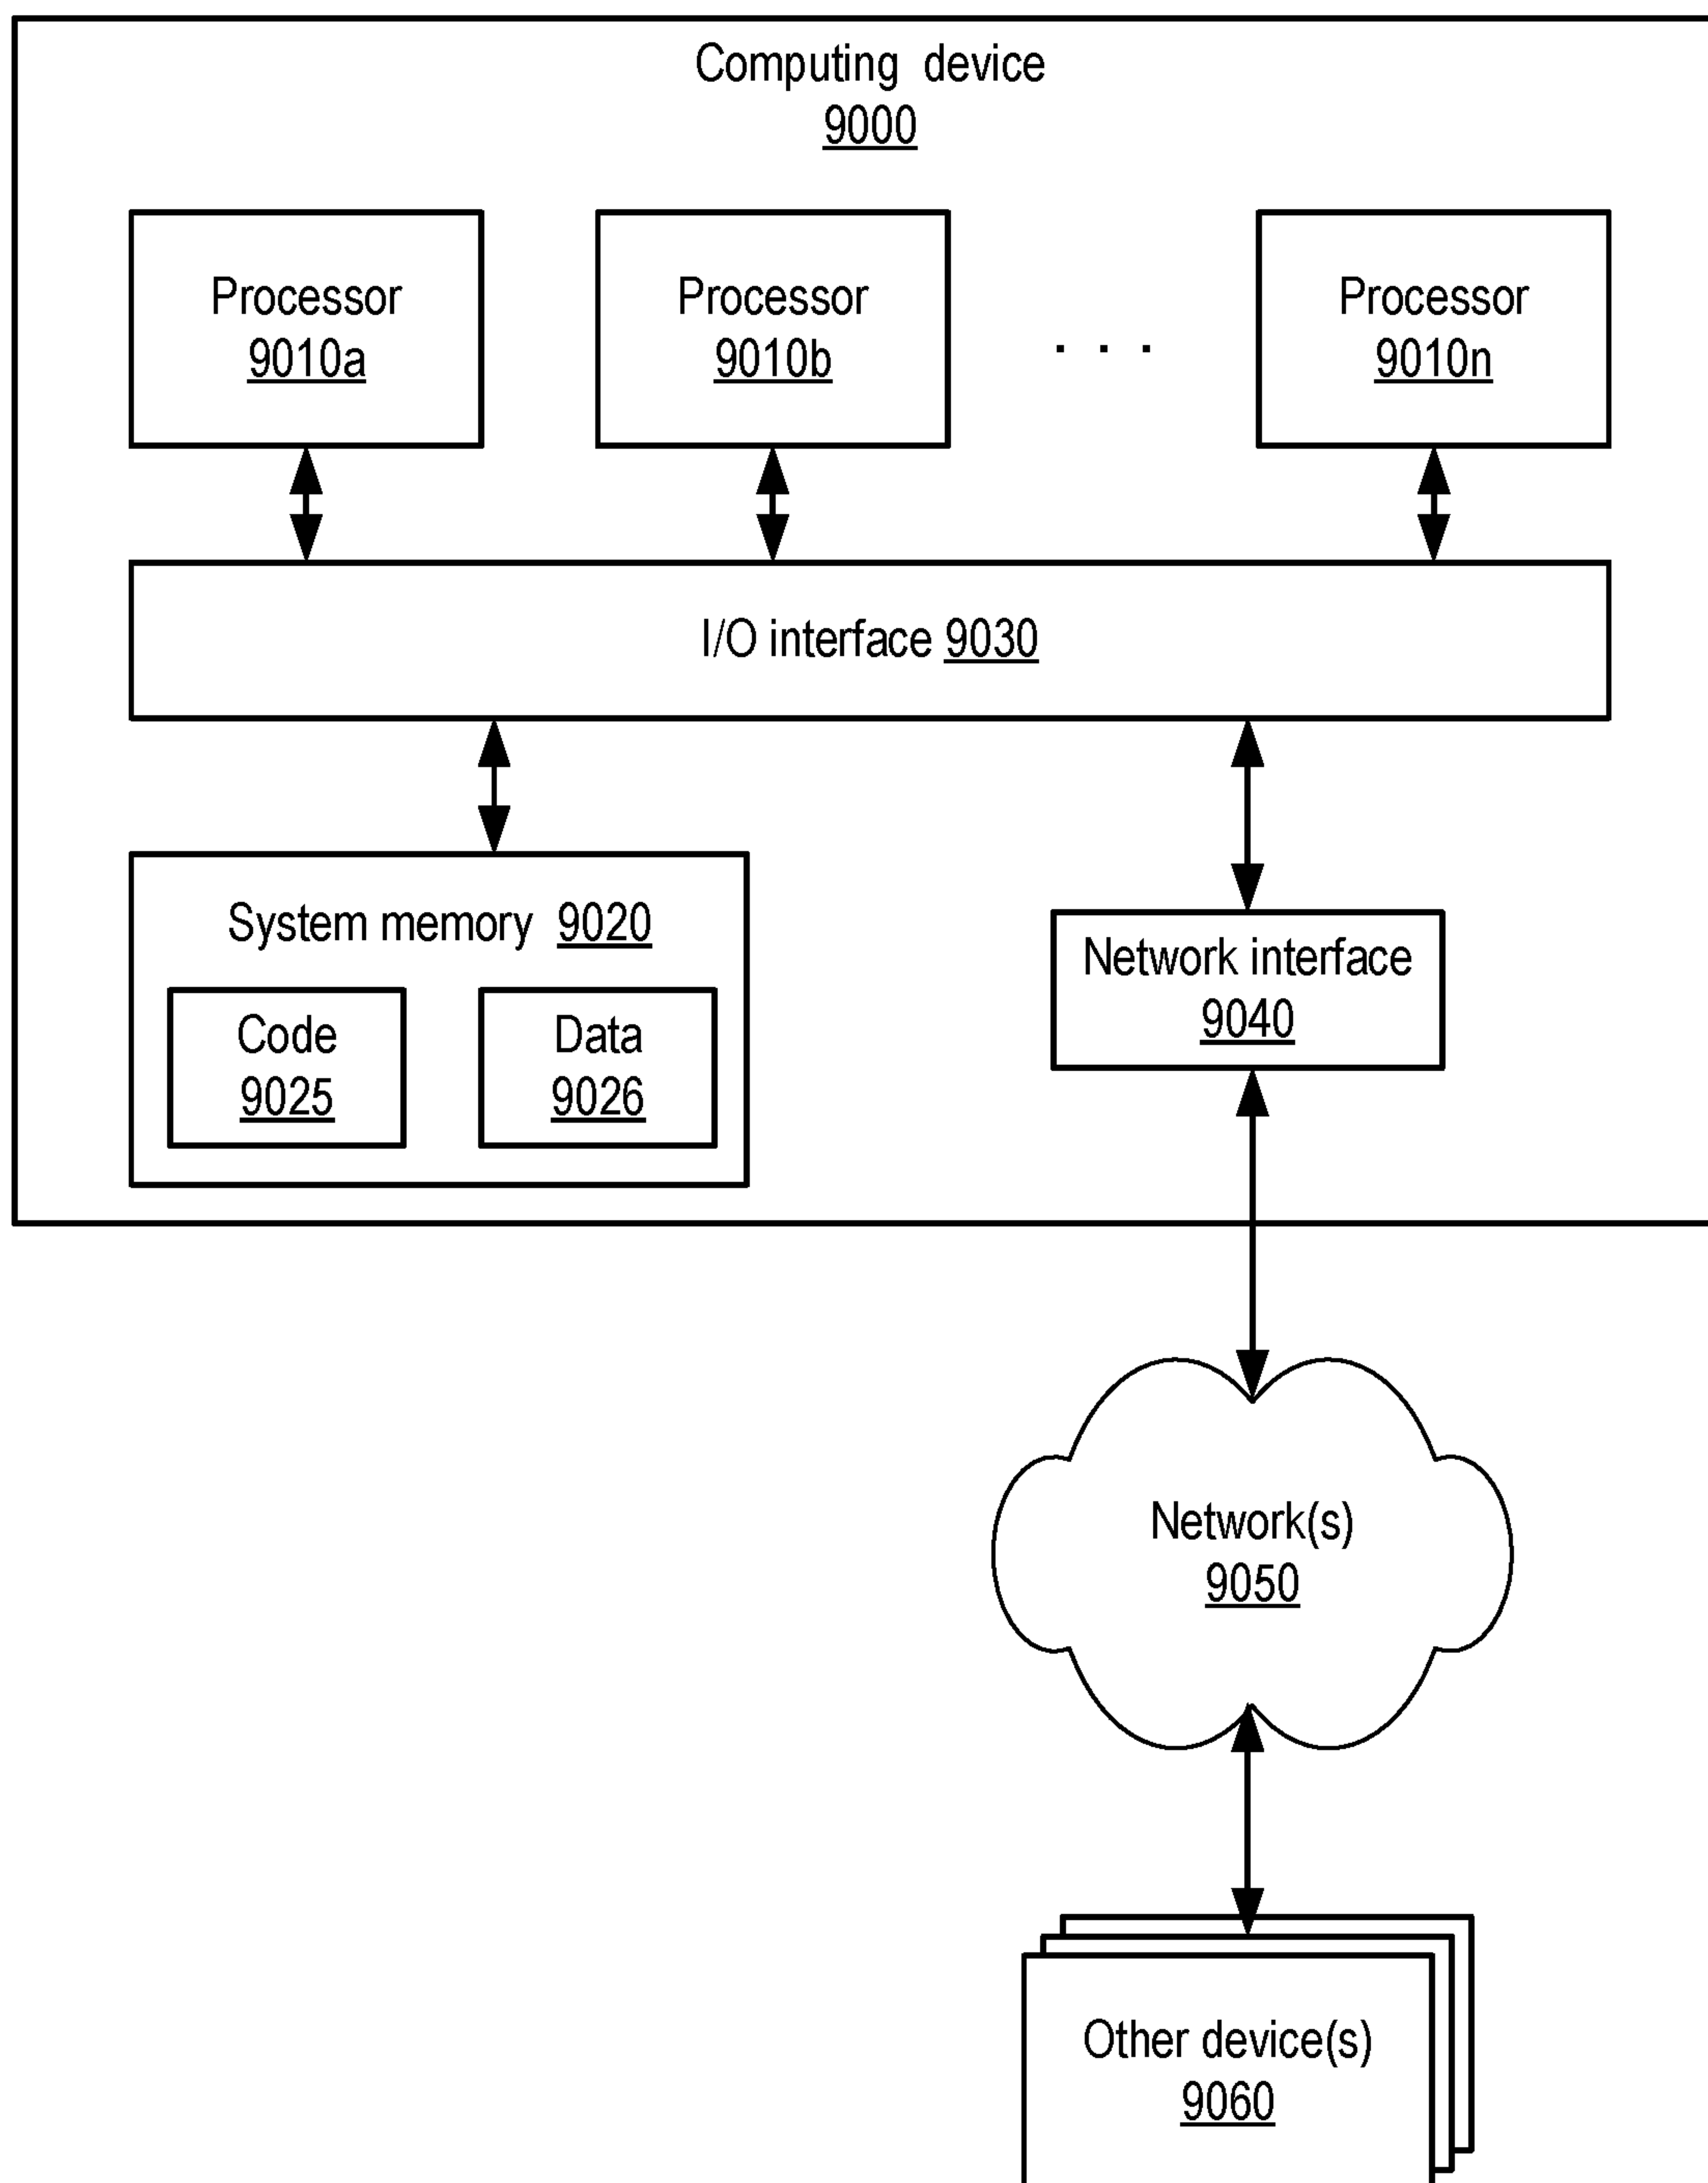 Computing device
9000
Processor
9010a
Processor
9010b
. . .
Processor
9010n
I/O interface 9030
System memory 9020
Code
9025
Data
9026
Network interface
9040
Network(s)
9050
Other device(s)
9060